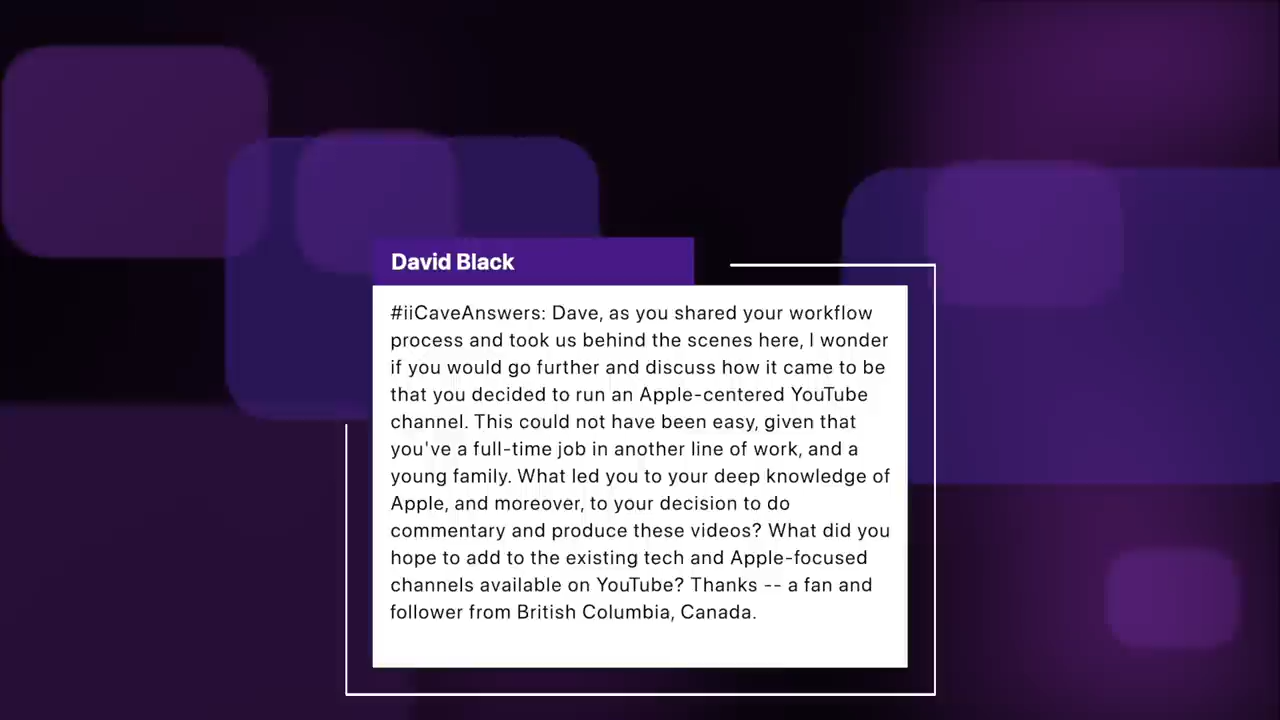 David Black
#iiCaveAnswers: Dave, as you shared your workflow
process and took us behind the scenes here, I wonder
if you would go further and discuss how it came to be
that you decided to run an Apple-centered YouTube
channel. This could not have been easy, given that
you've a full-time job in another line of work, and a
young family. What led you to your deep knowledge of
Apple, and moreover, to your decision to do
commentary and produce these videos? What did you
hope to add to the existing tech and Apple-focused
channels available on YouTube? Thanks -- a fan and
follower from British Columbia, Canada.